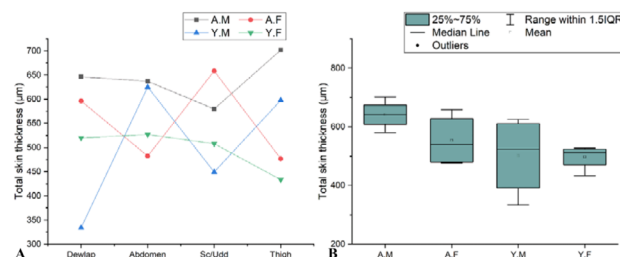 A.M A.F
Y.M Y.F
700
650
600
550
500
450
400
350
300
Total skin thickness (μm)
Dewlap Abdomen Sc/Udd Thigh
A
25%~75% Range within 1.5IQR
Median Line Mean
Outliers
800
600
400
200
Total skin thickness (μm)
A.M A.F Y.M Y.F
B